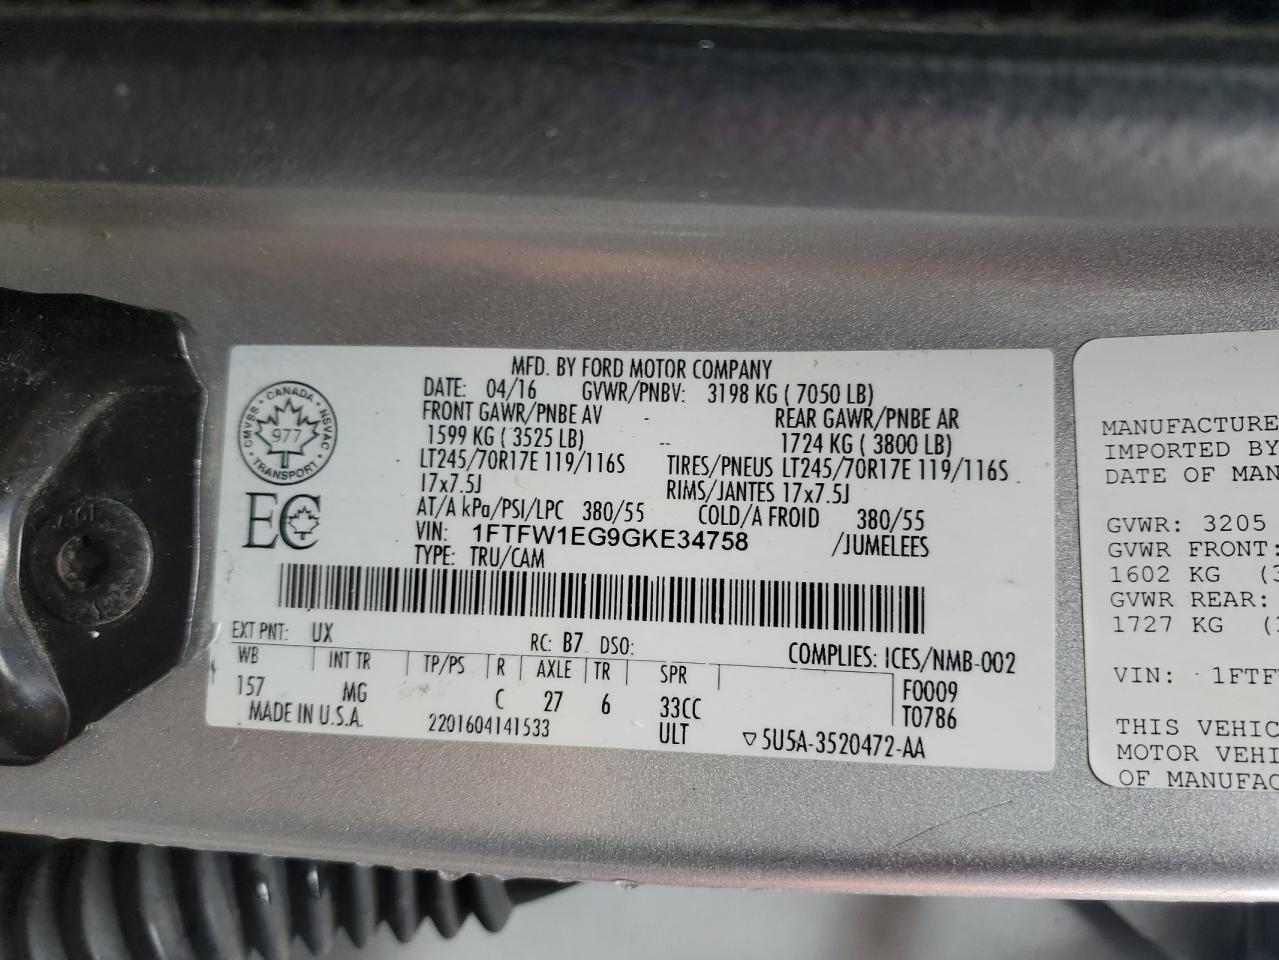 MFD. BY FORD MOTOR COMPANY
DATE: 04/16 GVWR/PNBV: 3198 KG ( 7050 LB)
FRONT GAWR/PNBE AV REAR GAWR/PNBE AR
1599 KG ( 3525 LB) -- 1724 KG ( 3800 LB)
LT245/70R17E 119/116S TIRES/PNEUS LT245/70R17E 119/116S
17x7.5J RIMS/JANTES 17x7.5J
AT/A kPa/PSI/LPC 380/55 COLD/A FROID 380/55
VIN: 1FTFW1EG9GKE34758 /JUMELEES
TYPE: TRU/CAM
CMVSS · CANADA · NSVAC
977
TRANSPORT
EC
EXT PNT: UX RC: B7 DSO: COMPLIES: ICES/NMB-002
WB INT TR TP/PS R AXLE TR SPR
157 MG C 27 6 33CC F0009
MADE IN U.S.A. 2201604141533 ULT T0786
▽5U5A-3520472-AA
MANUFACTURE
IMPORTED BY
DATE OF MAN
GVWR: 3205
GVWR FRONT:
1602 KG (3
GVWR REAR:
1727 KG (
VIN: 1FTF
THIS VEHIC
MOTOR VEHI
OF MANUFAC